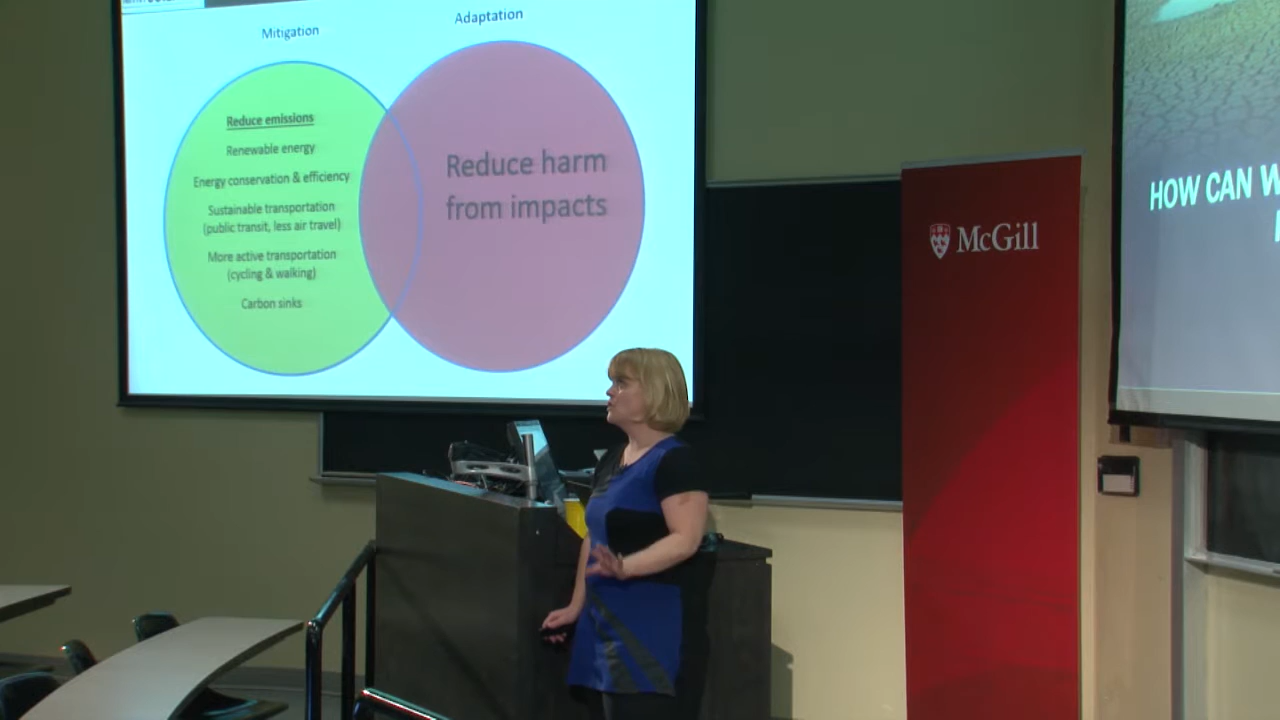 Mitigation
Adaptation
Reduce emissions
Renewable energy
Energy conservation & efficiency
Sustainable transportation
(public transit, less air travel)
More active transportation
(cycling & walking)
Carbon sinks
Reduce harm
from impacts
McGill
HOW CAN W